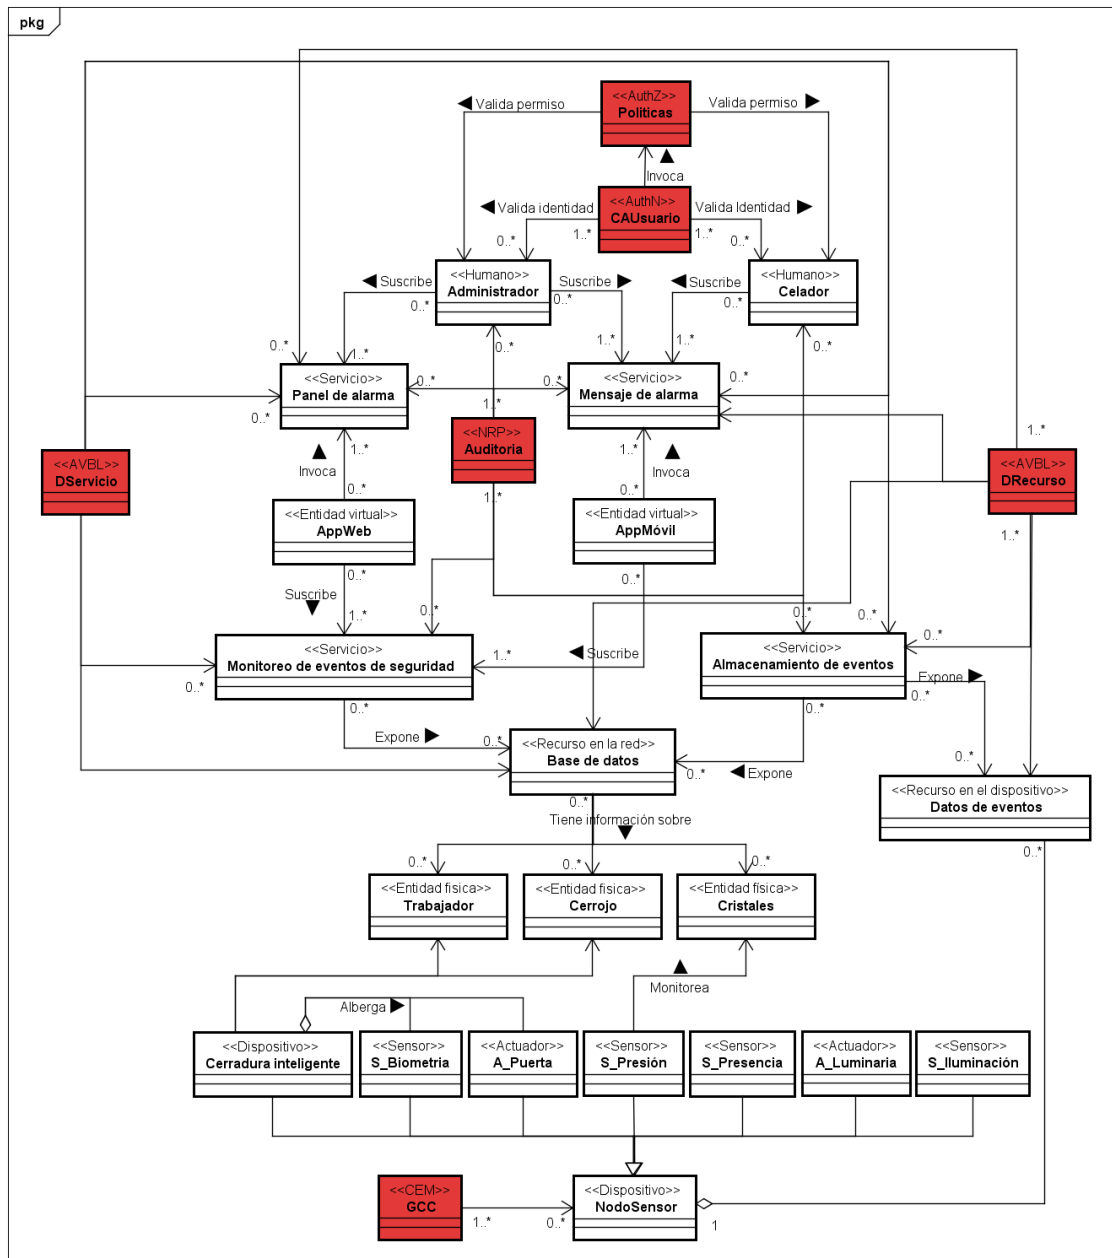 pkg
<<AuthZ>>
Politicas
◄ Valida permiso
Valida permiso ►
▲
Invoca
<<AuthN>>
CAUsuario
◄ Valida identidad
Valida Identidad ►
1..*
1..*
0..*
0..*
<<Humano>>
Administrador
<<Humano>>
Celador
◄ Suscribe
Suscribe ►
◄ Suscribe
0..*
0..*
0..*
0..*
1..*
1..*
1..*
0..*
0..*
<<Servicio>>
Panel de alarma
<<Servicio>>
Mensaje de alarma
0..*
0..*
0..*
0..*
1..*
1..*
<<NRP>>
Auditoria
1..*
<<AVBL>>
DServicio
<<AVBL>>
DRecurso
1..*
▲
Invoca
1..*
0..*
▲
Invoca
1..*
0..*
<<Entidad virtual>>
AppWeb
<<Entidad virtual>>
AppMóvil
0..*
0..*
Suscribe
▼
1..*
0..*
0..*
0..*
0..*
<<Servicio>>
Monitoreo de eventos de seguridad
<<Servicio>>
Almacenamiento de eventos
1..*
◄ Suscribe
0..*
0..*
Expone ►
0..*
Expone ►
0..*
0..*
0..*
<<Recurso en la red>>
Base de datos
◄ Expone
0..*
0..*
<<Recurso en el dispositivo>>
Datos de eventos
0..*
0..*
Tiene información sobre
▼
0..*
0..*
0..*
<<Entidad fisica>>
Trabajador
<<Entidad fisica>>
Cerrojo
<<Entidad física>>
Cristales
▲
Monitorea
Alberga ►
<<Dispositivo>>
Cerradura inteligente
<<Sensor>>
S_Biometria
<<Actuador>>
A_Puerta
<<Sensor>>
S_Presión
<<Sensor>>
S_Presencia
<<Actuador>>
A_Luminaria
<<Sensor>>
S_Iluminación
<<CEM>>
GCC
1..*
0..*
<<Dispositivo>>
NodoSensor
1